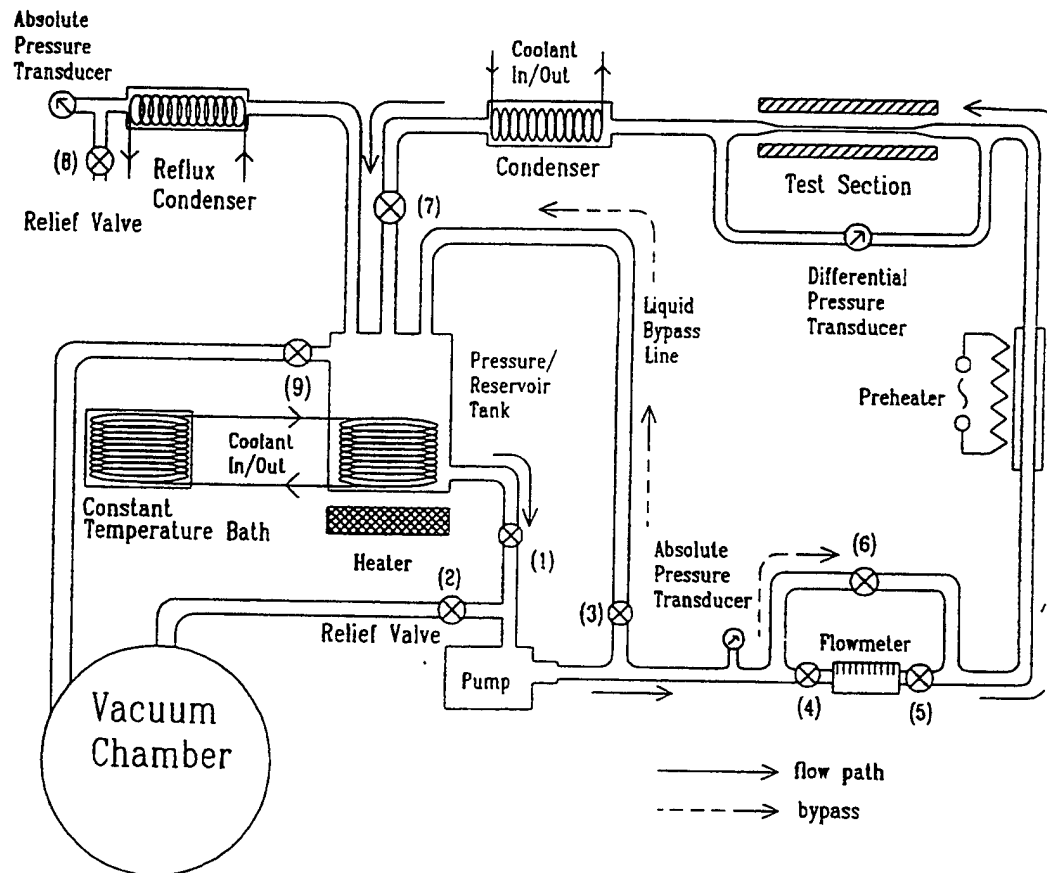 Absolute
Pressure
Transducer
(8)
Relief Valve
Reflux
Condenser
Coolant
In/Out
Condenser
(7)
Test Section
Differential
Pressure
Transducer
Liquid
Bypass
Line
Preheater
(9)
Pressure/
Reservoir
Tank
Coolant
In/Out
Constant
Temperature Bath
Heater
(1)
(2)
Relief Valve
(3)
Absolute
Pressure
Transducer
(6)
Flowmeter
(4)
(5)
Pump
Vacuum
Chamber
flow path
bypass